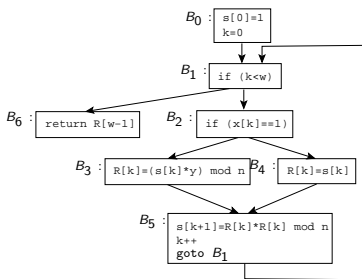 B0 : s[0]=1
k=0
B1 : if (k<w)
B6 : return R[w-1]
B2 : if (x[k]==1)
B3 : R[k]=(s[k]*y) mod n
B4 : R[k]=s[k]
B5 : s[k+1]=R[k]*R[k] mod n
k++
goto B1